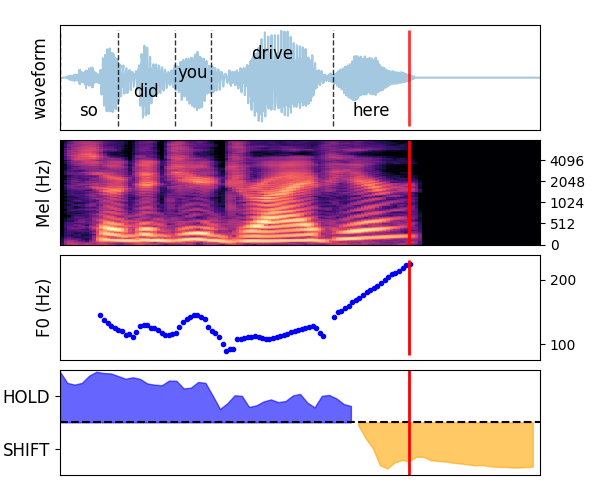 waveform
so
did
you
drive
here
Mel (Hz)
4096
2048
1024
512
0
F0 (Hz)
200
100
HOLD
SHIFT